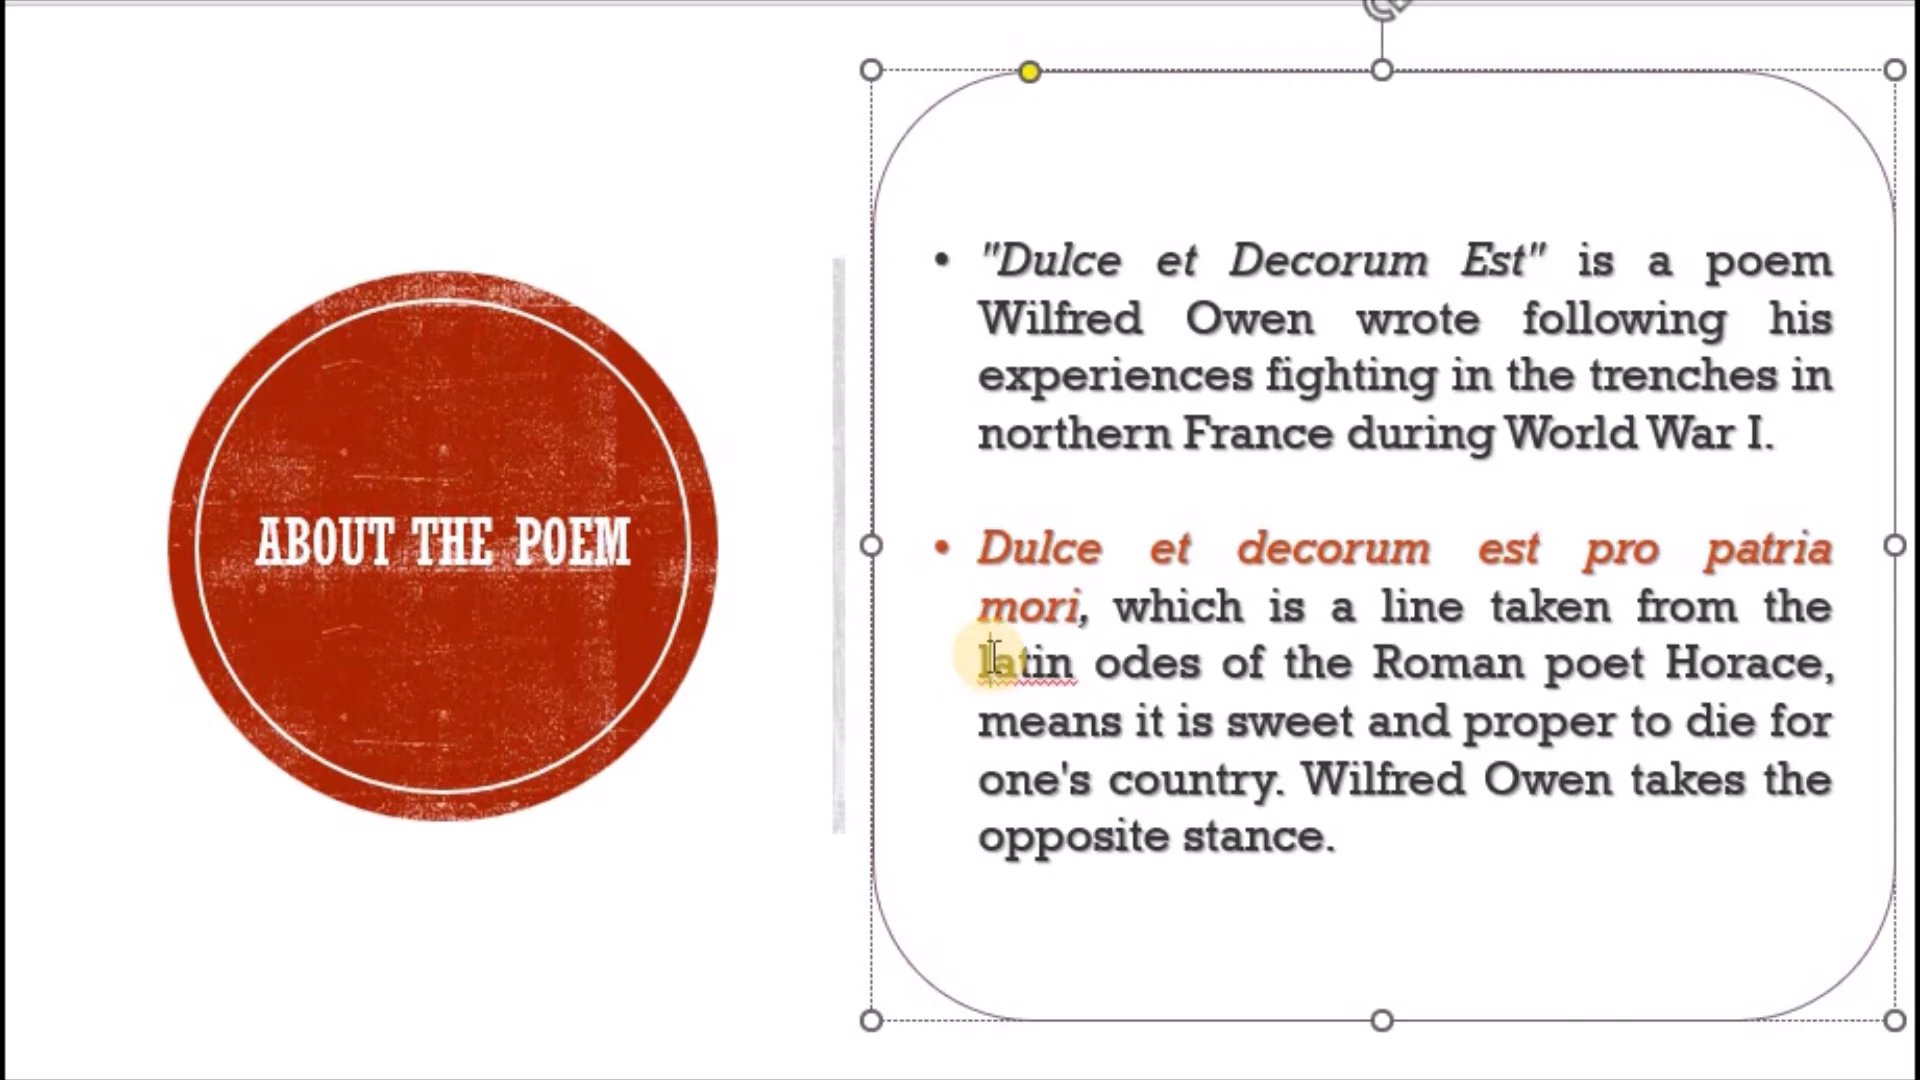 ABOUT THE POEM
• "Dulce et Decorum Est" is a poem
Wilfred Owen wrote following his
experiences fighting in the trenches in
northern France during World War I.
• Dulce et decorum est pro patria
mori, which is a line taken from the
latin odes of the Roman poet Horace,
means it is sweet and proper to die for
one's country. Wilfred Owen takes the
opposite stance.